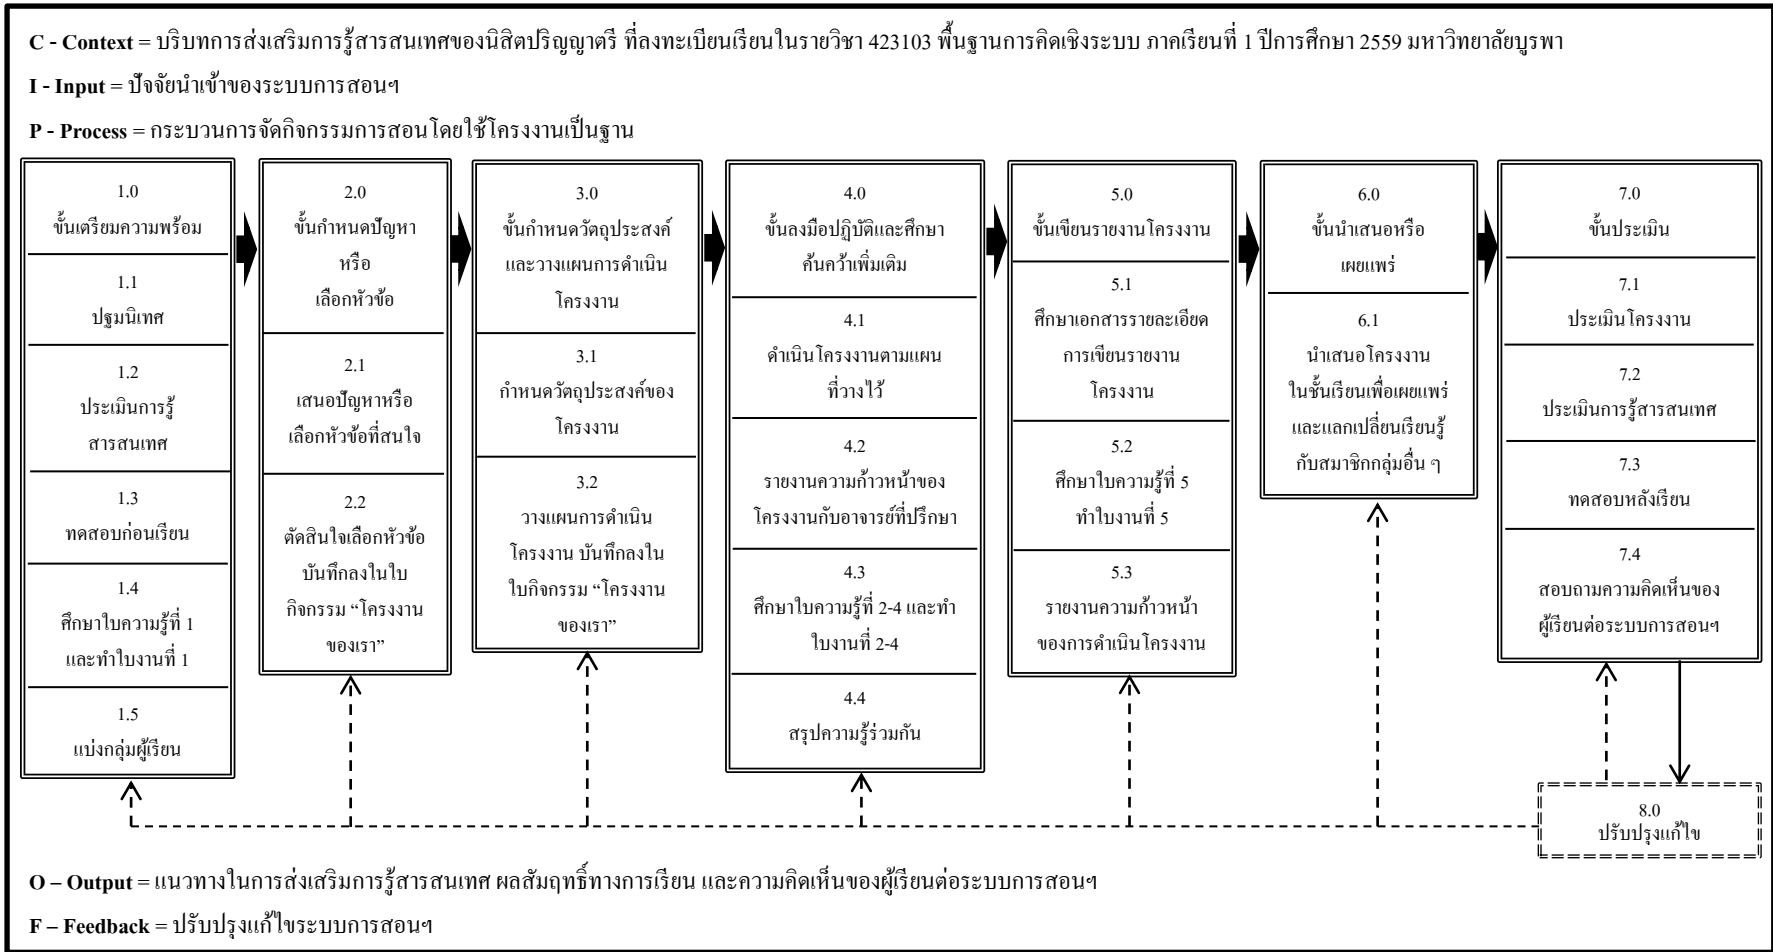 C - Context = บริบทการส่งเสริมการรู้สารสนเทศของนิสิตปริญญาตรี ที่ลงทะเบียนเรียนในรายวิชา 423103 พื้นฐานการคิดเชิงระบบ ภาคเรียนที่ 1 ปีการศึกษา 2559 มหาวิทยาลัยบูรพา
I - Input = ปัจจัยนำเข้าของระบบการสอนฯ
P - Process = กระบวนการจัดกิจกรรมการสอนโดยใช้โครงงานเป็นฐาน
1.0
ขั้นเตรียมความพร้อม
1.1
ปฐมนิเทศ
1.2
ประเมินการรู้
สารสนเทศ
1.3
ทดสอบก่อนเรียน
1.4
ศึกษาใบความรู้ที่ 1
และทำใบงานที่ 1
1.5
แบ่งกลุ่มผู้เรียน
2.0
ขั้นกำหนดปัญหา
หรือ
เลือกหัวข้อ
2.1
เสนอปัญหาหรือ
เลือกหัวข้อที่สนใจ
2.2
ตัดสินใจเลือกหัวข้อ
บันทึกลงในใบ
กิจกรรม “โครงงาน
ของเรา”
3.0
ขั้นกำหนดวัตถุประสงค์
และวางแผนการดำเนิน
โครงงาน
3.1
กำหนดวัตถุประสงค์ของ
โครงงาน
3.2
วางแผนการดำเนิน
โครงงาน บันทึกลงใน
ใบกิจกรรม “โครงงาน
ของเรา”
4.0
ขั้นลงมือปฏิบัติและศึกษา
ค้นคว้าเพิ่มเติม
4.1
ดำเนินโครงงานตามแผน
ที่วางไว้
4.2
รายงานความก้าวหน้าของ
โครงงานกับอาจารย์ที่ปรึกษา
4.3
ศึกษาใบความรู้ที่ 2-4 และทำ
ใบงานที่ 2-4
4.4
สรุปความรู้ร่วมกัน
5.0
ขั้นเขียนรายงานโครงงาน
5.1
ศึกษาเอกสารรายละเอียด
การเขียนรายงาน
โครงงาน
5.2
ศึกษาใบความรู้ที่ 5
ทำใบงานที่ 5
5.3
รายงานความก้าวหน้า
ของการดำเนินโครงงาน
6.0
ขั้นนำเสนอหรือ
เผยแพร่
6.1
นำเสนอโครงงาน
ในชั้นเรียนเพื่อเผยแพร่
และแลกเปลี่ยนเรียนรู้
กับสมาชิกกลุ่มอื่น ๆ
7.0
ขั้นประเมิน
7.1
ประเมินโครงงาน
7.2
ประเมินการรู้สารสนเทศ
7.3
ทดสอบหลังเรียน
7.4
สอบถามความคิดเห็นของ
ผู้เรียนต่อระบบการสอนฯ
8.0
ปรับปรุงแก้ไข
O – Output = แนวทางในการส่งเสริมการรู้สารสนเทศ ผลสัมฤทธิ์ทางการเรียน และความคิดเห็นของผู้เรียนต่อระบบการสอนฯ
F – Feedback = ปรับปรุงแก้ไขระบบการสอนฯ